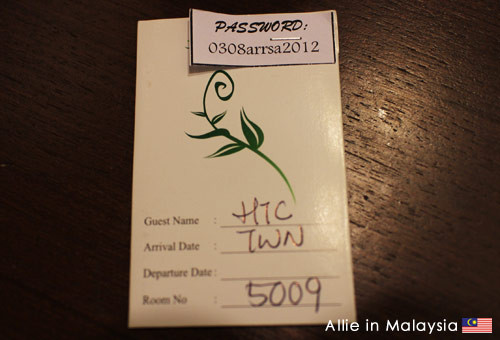 PASSWORD:
0308arrsa2012
Guest Name : HTC
Arrival Date : TWN
Departure Date :
Room No : 5009
Allie in Malaysia